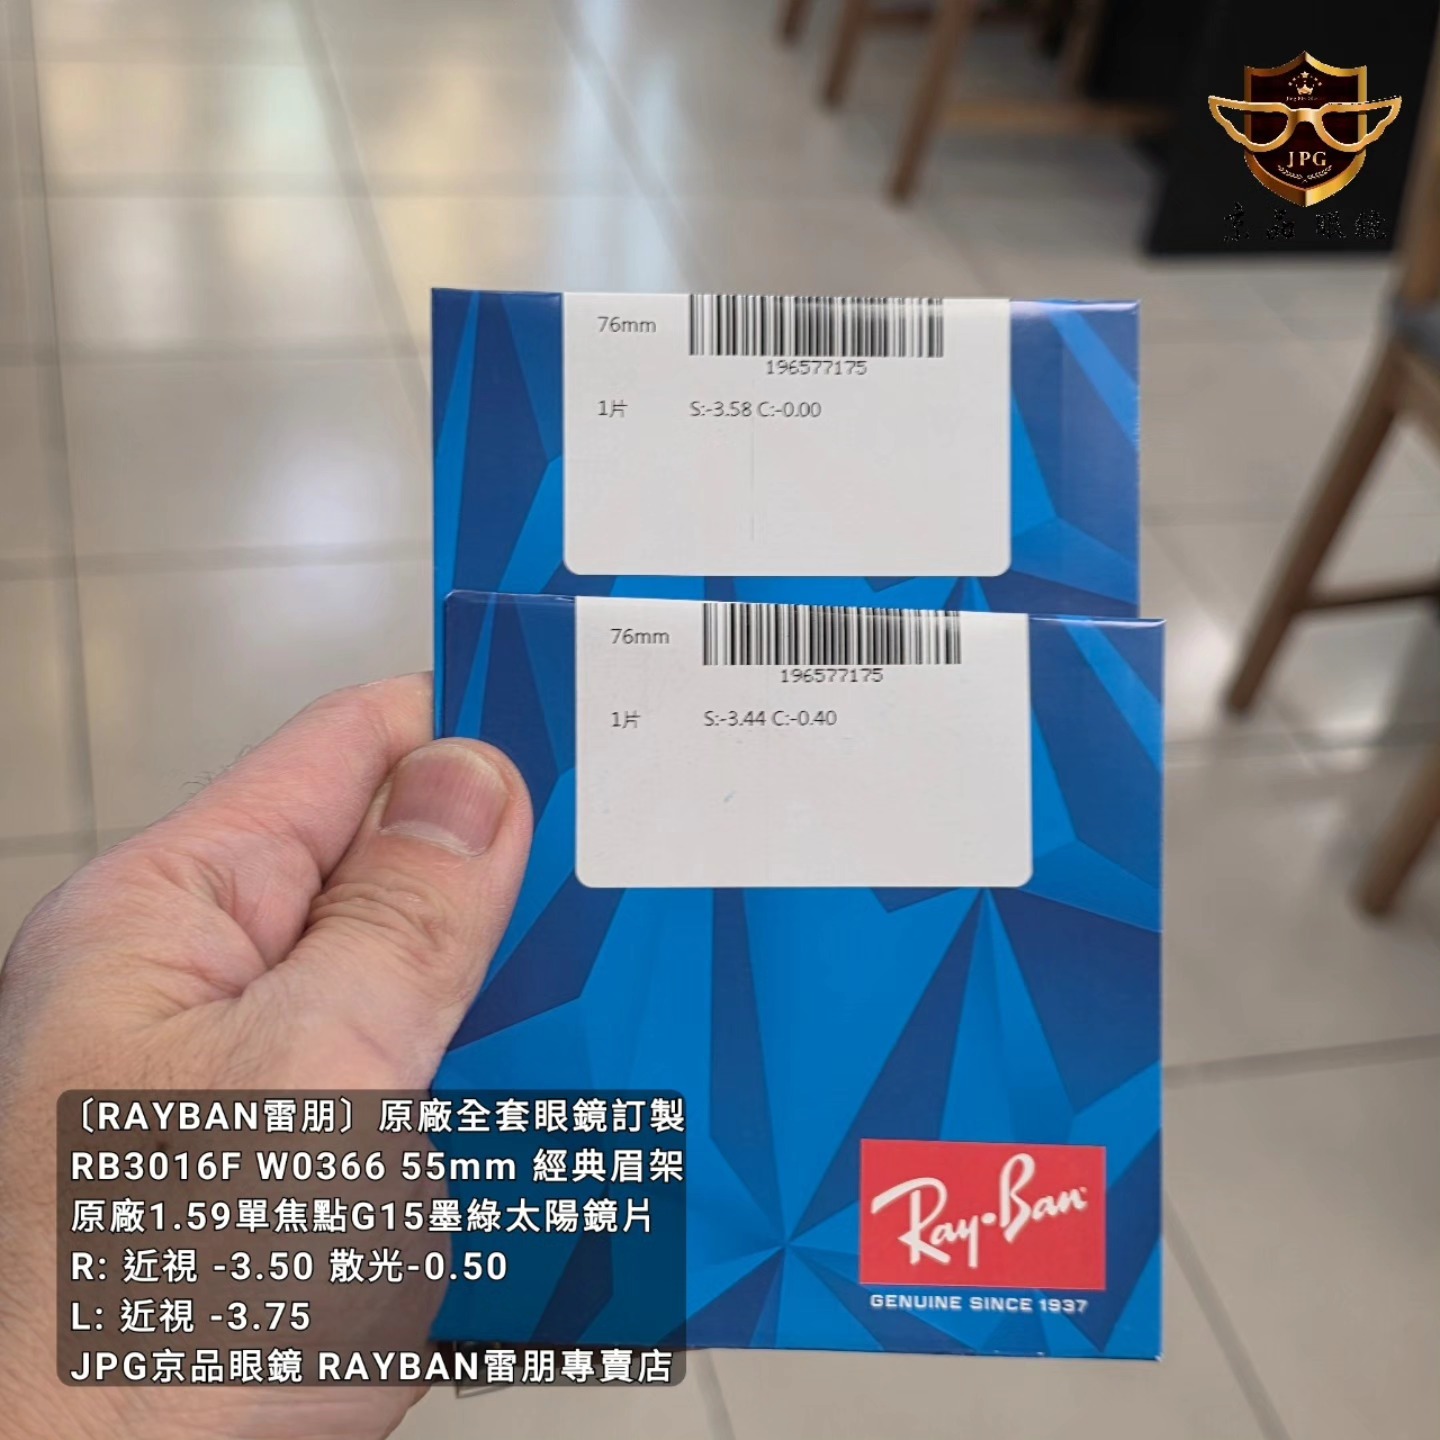 JPG
京品眼鏡
76mm
196577175
1片 S:-3.58 C:-0.00
76mm
196577175
1片 S:-3.44 C:-0.40
〔RAYBAN雷朋〕原廠全套眼鏡訂製
RB3016F W0366 55mm 經典眉架
原廠1.59單焦點G15墨綠太陽鏡片
R: 近視 -3.50 散光-0.50
L: 近視 -3.75
JPG京品眼鏡 RAYBAN雷朋專賣店
Ray-Ban
GENUINE SINCE 1937